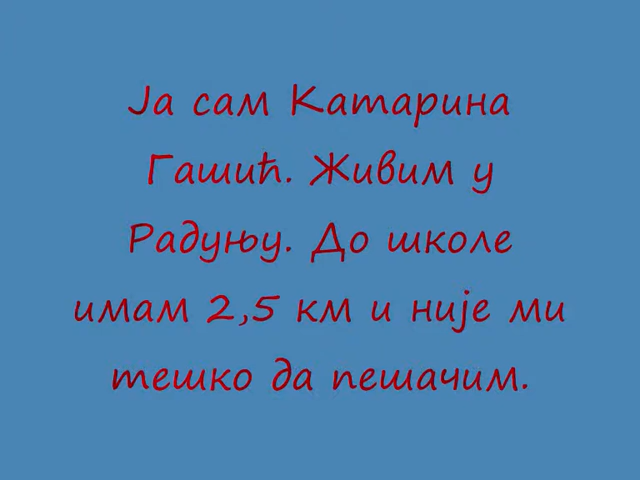 Ја сам Катарина
Гашић. Живим у
Радуњу. До школе
имам 2,5 км и није ми
тешко да пешачим.